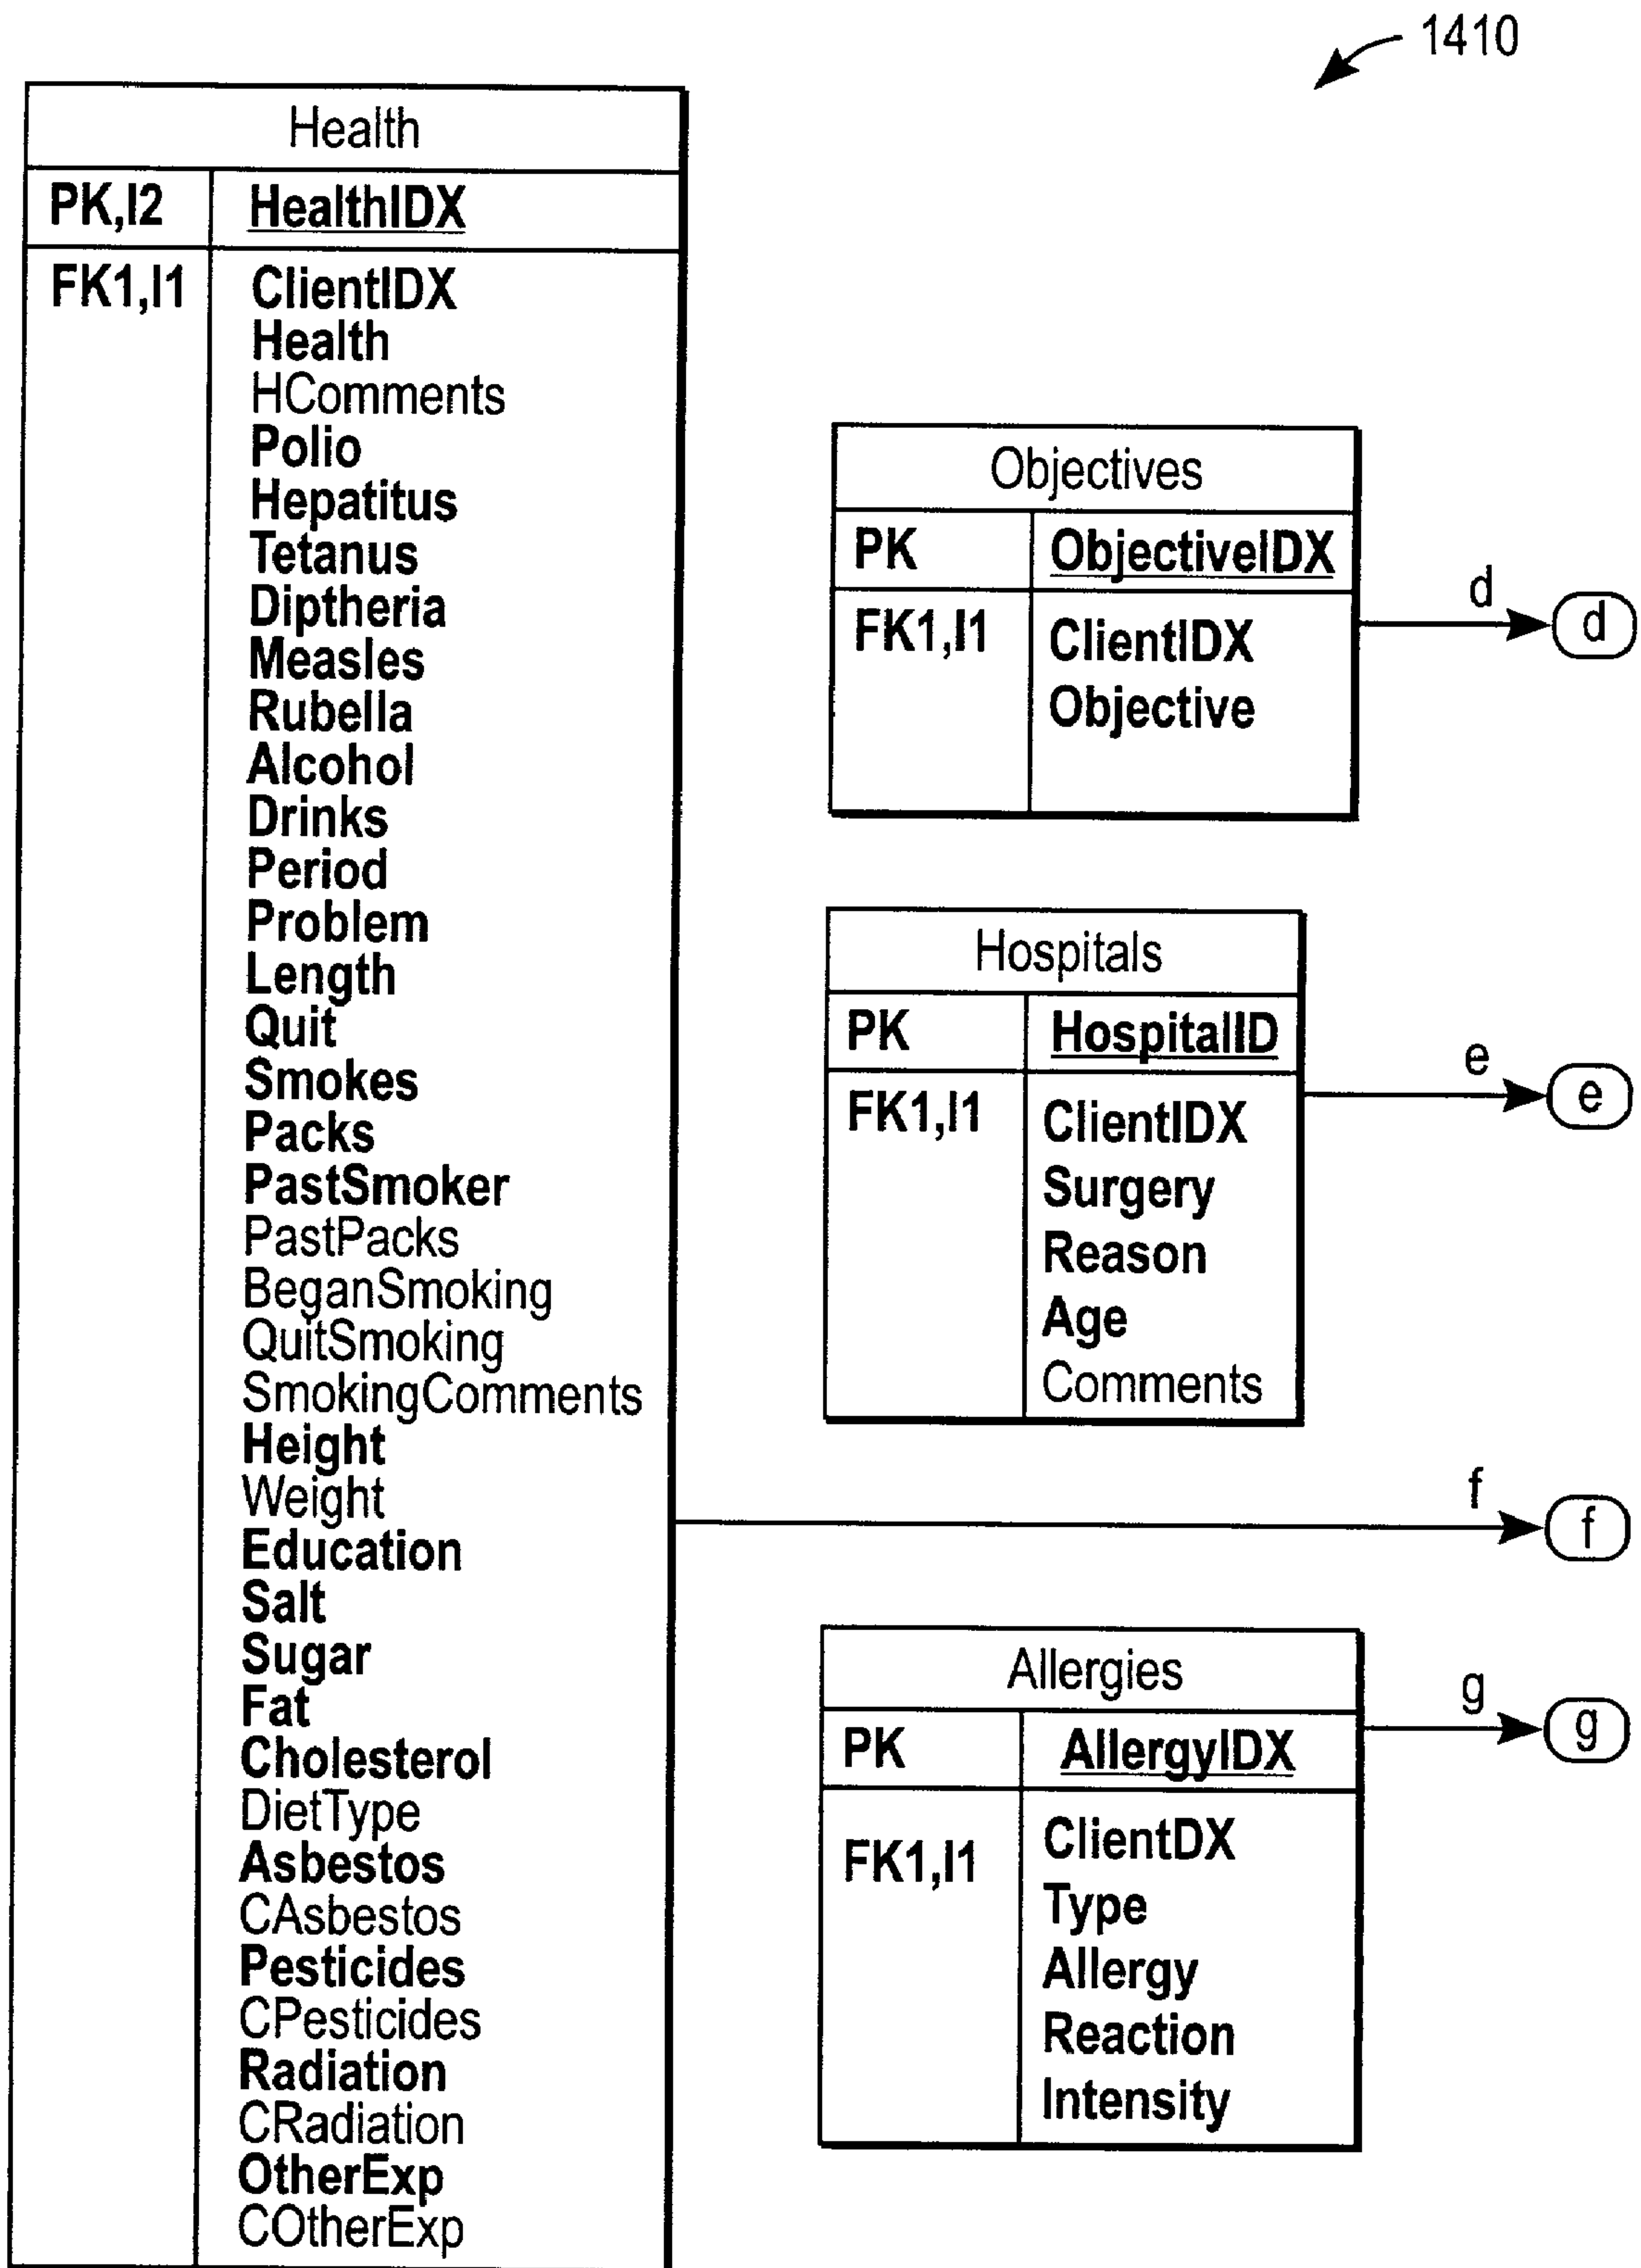 1410
Health
PK,I2 HealthIDX
FK1,I1 ClientIDX
Health
HComments
Polio
Hepatitus
Tetanus
Diptheria
Measles
Rubella
Alcohol
Drinks
Period
Problem
Length
Quit
Smokes
Packs
PastSmoker
PastPacks
BeganSmoking
QuitSmoking
SmokingComments
Height
Weight
Education
Salt
Sugar
Fat
Cholesterol
DietType
Asbestos
CAsbestos
Pesticides
CPesticides
Radiation
CRadiation
OtherExp
COtherExp
Objectives
PK ObjectiveIDX
FK1,I1 ClientIDX
Objective
d
d
Hospitals
PK HospitalID
FK1,I1 ClientIDX
Surgery
Reason
Age
Comments
e
e
f
f
Allergies
PK AllergyIDX
FK1,I1 ClientDX
Type
Allergy
Reaction
Intensity
g
g